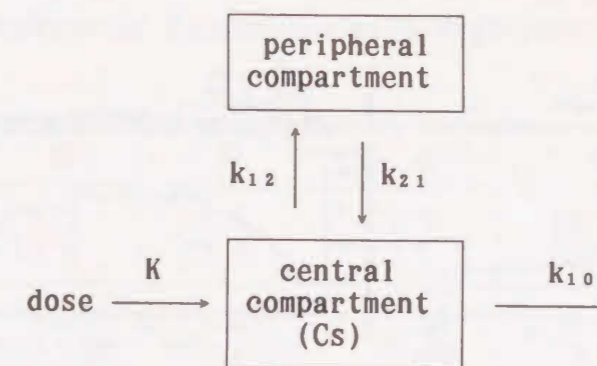 peripheral
compartment
k₁₂
k₂₁
K
dose
central
compartment
(Cs)
k₁₀